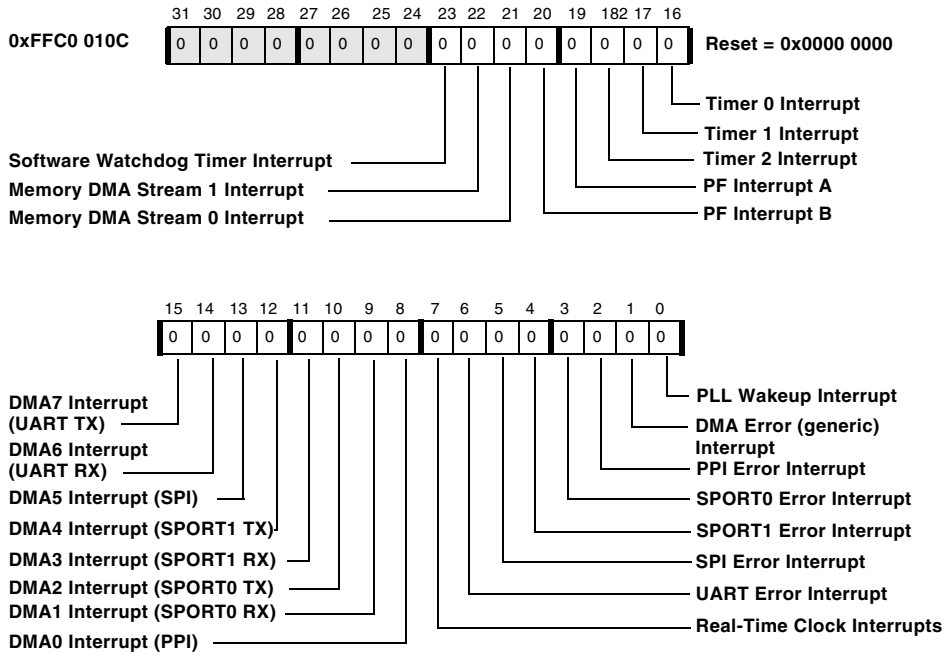 31 30 29 28 27 26 25 24 23 22 21 20 19 182 17 16
0xFFC0 010C 0 0 0 0 0 0 0 0 0 0 0 0 0 0 0 0 Reset = 0x0000 0000
Timer 0 Interrupt
Timer 1 Interrupt
Software Watchdog Timer Interrupt
Timer 2 Interrupt
Memory DMA Stream 1 Interrupt
PF Interrupt A
Memory DMA Stream 0 Interrupt
PF Interrupt B
15 14 13 12 11 10 9 8 7 6 5 4 3 2 1 0
0 0 0 0 0 0 0 0 0 0 0 0 0 0 0 0
DMA7 Interrupt
(UART TX)
DMA6 Interrupt
(UART RX)
DMA5 Interrupt (SPI)
DMA4 Interrupt (SPORT1 TX)
DMA3 Interrupt (SPORT1 RX)
DMA2 Interrupt (SPORT0 TX)
DMA1 Interrupt (SPORT0 RX)
DMA0 Interrupt (PPI)
PLL Wakeup Interrupt
DMA Error (generic)
Interrupt
PPI Error Interrupt
SPORT0 Error Interrupt
SPORT1 Error Interrupt
SPI Error Interrupt
UART Error Interrupt
Real-Time Clock Interrupts